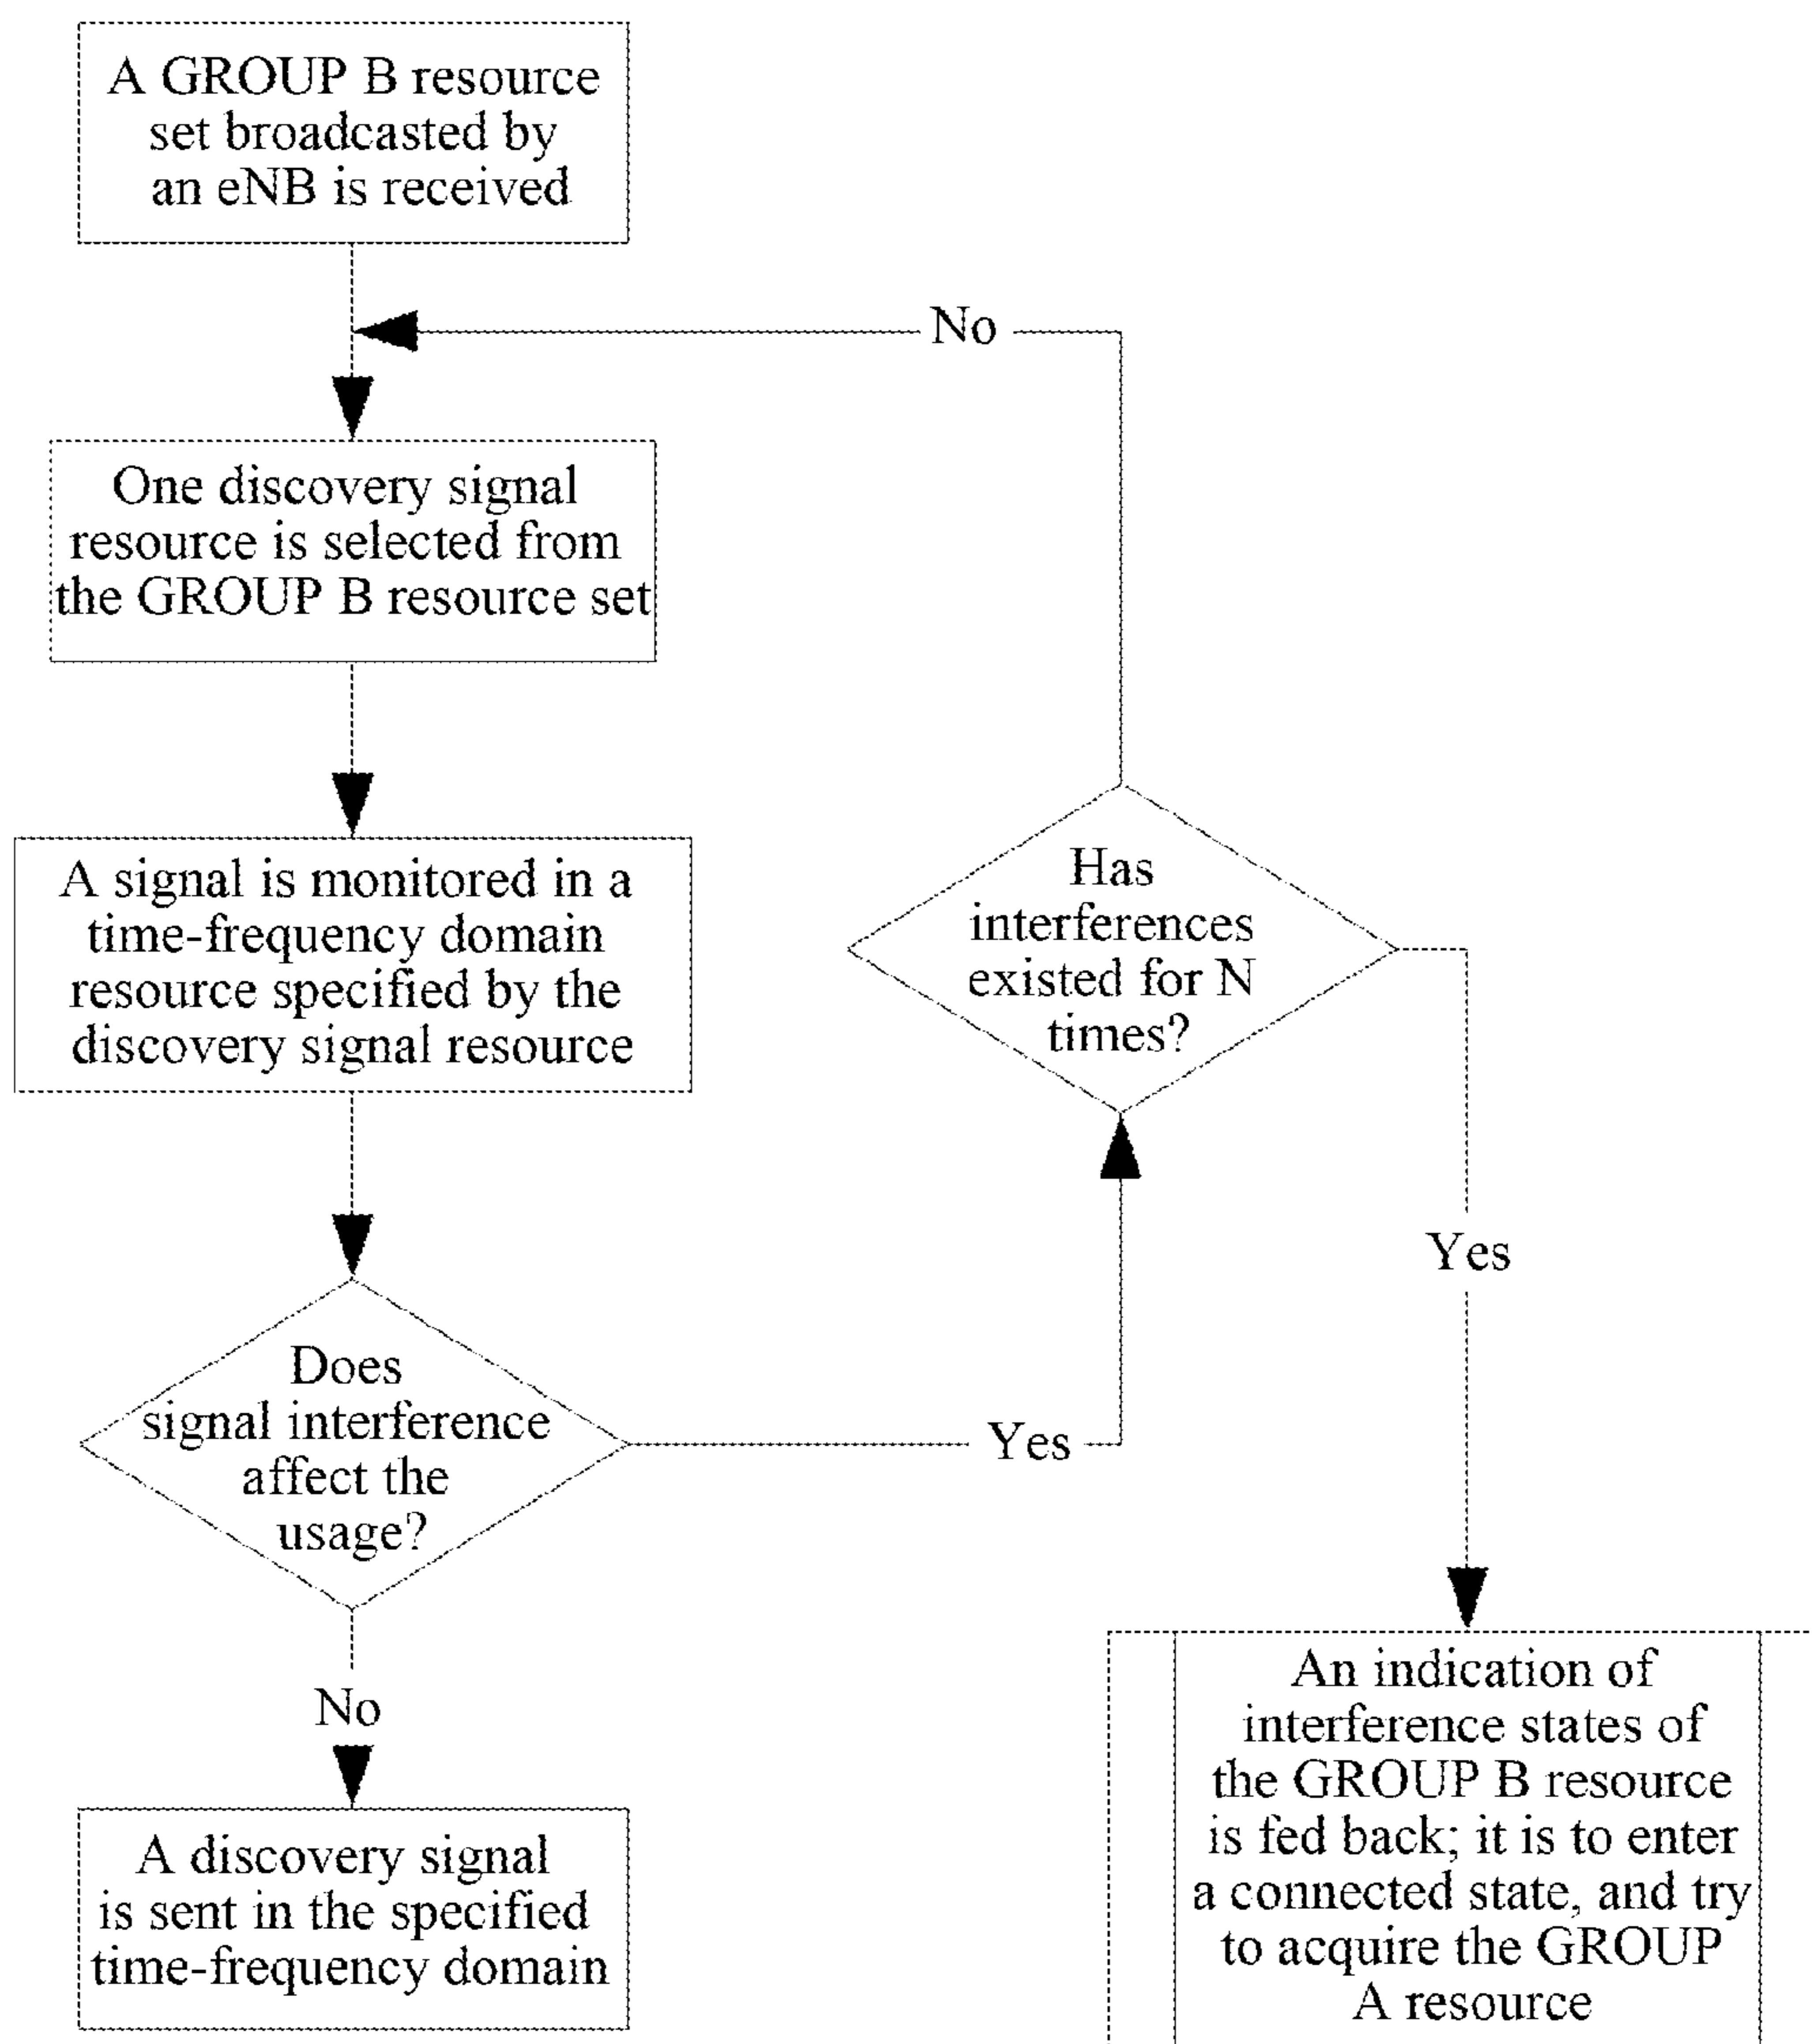 A GROUP B resource
set broadcasted by
an eNB is received
No
One discovery signal
resource is selected from
the GROUP B resource set
A signal is monitored in a
time-frequency domain
resource specified by the
discovery signal resource
Has
interferences
existed for N
times?
Yes
Does
signal interference
affect the
usage?
Yes
No
An indication of
interference states of
the GROUP B resource
is fed back; it is to enter
a connected state, and try
to acquire the GROUP
A resource
A discovery signal
is sent in the specified
time-frequency domain